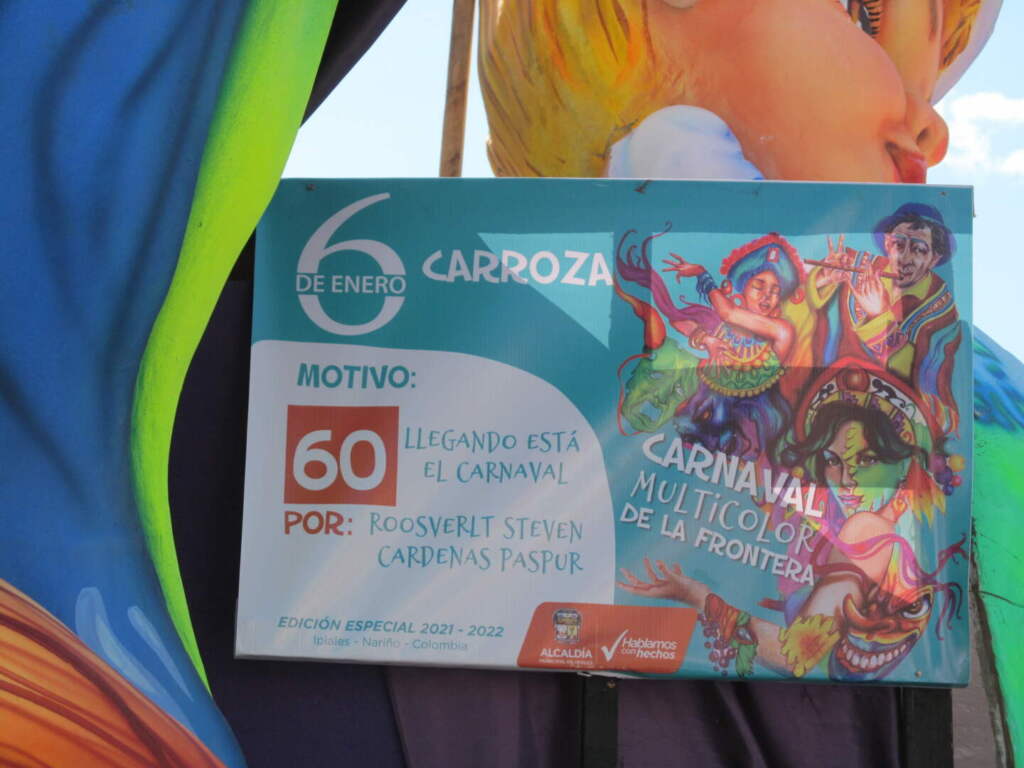 6
DE ENERO
CARROZA
MOTIVO:
60
LLEGANDO ESTÁ
EL CARNAVAL
POR: ROOSVERLT STEVEN
CARDENAS PASPUR
EDICIÓN ESPECIAL 2021 - 2022
Ipiales - Nariño - Colombia
ALCALDÍA
Hablamos
con hechos
CARNAVAL
MULTICOLOR
DE LA FRONTERA